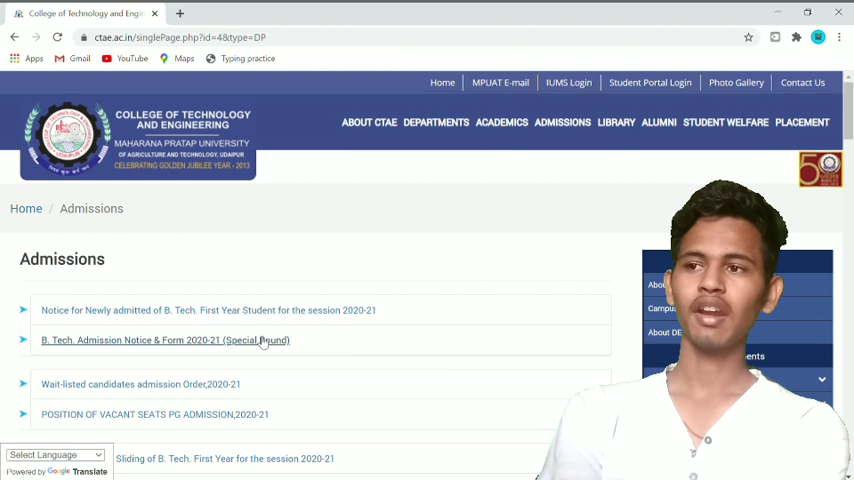 College of Technology and Engin
ctae.ac.in/singlePage.php?id=4&type=DP
Apps Gmail YouTube Maps Typing practice
Home MPUAT E-mail IUMS Login Student Portal Login Photo Gallery Contact Us
COLLEGE OF TECHNOLOGY
AND ENGINEERING
MAHARANA PRATAP UNIVERSITY
OF AGRICULTURE AND TECHNOLOGY, UDAIPUR
CELEBRATING GOLDEN JUBILEE YEAR - 2013
ABOUT CTAE DEPARTMENTS ACADEMICS ADMISSIONS LIBRARY ALUMNI STUDENT WELFARE PLACEMENT
Home / Admissions
Admissions
Notice for Newly admitted of B. Tech. First Year Student for the session 2020-21
B. Tech. Admission Notice & Form 2020-21 (Special Round)
Wait-listed candidates admission Order,2020-21
POSITION OF VACANT SEATS PG ADMISSION,2020-21
Sliding of B. Tech. First Year for the session 2020-21
Abou
Campu
About DE
ents
Select Language
Powered by Google Translate